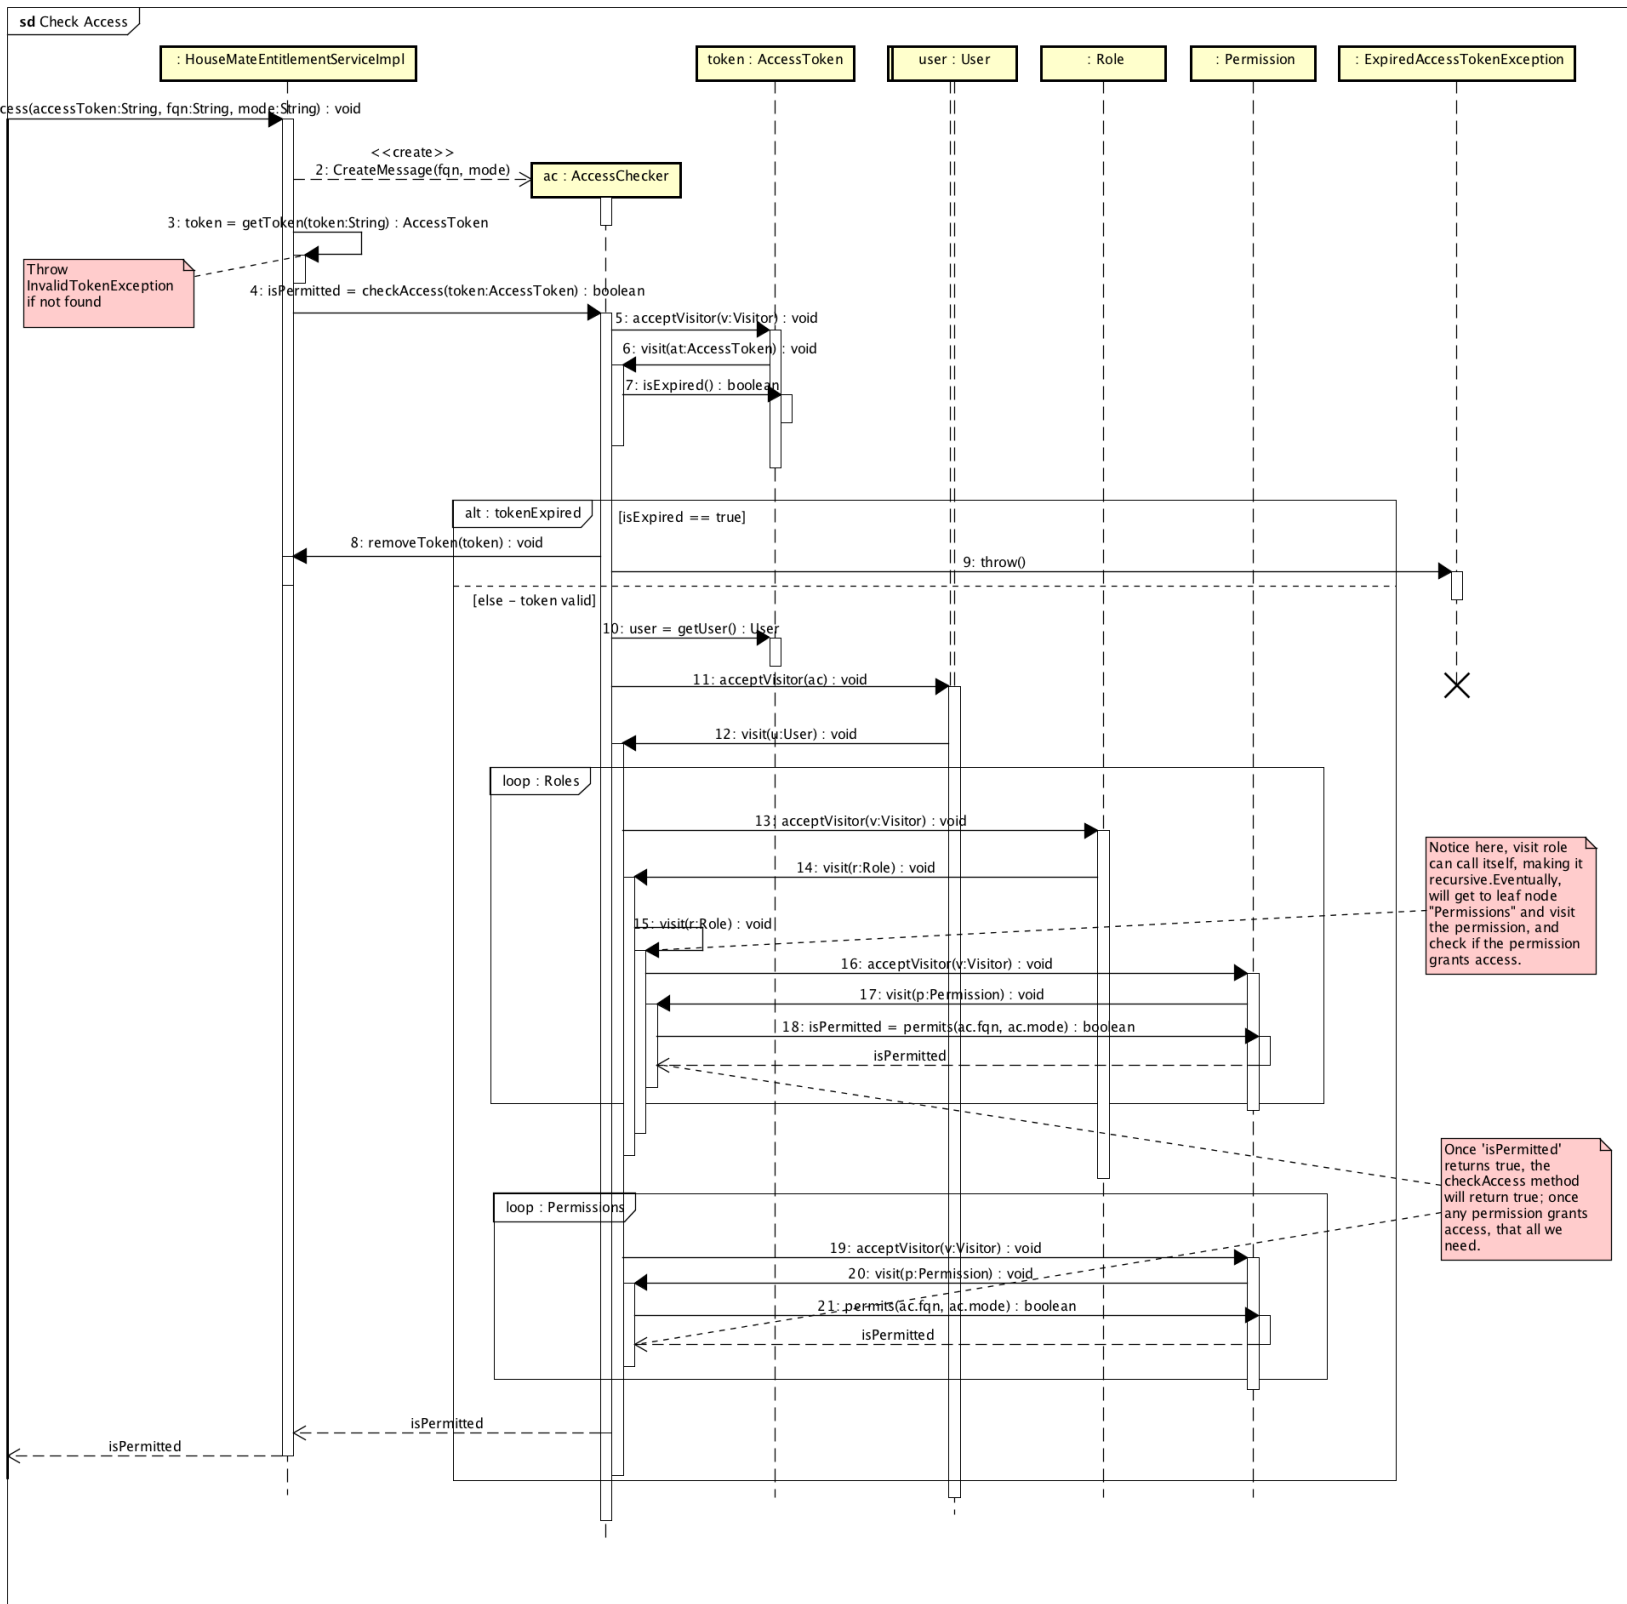 sd Check Access
: HouseMateEntitlementServiceImpl
token : AccessToken
user : User
: Role
: Permission
: ExpiredAccessTokenException
cess(accessToken:String, fqn:String, mode:String) : void
<<create>>
2: CreateMessage(fqn, mode)
ac : AccessChecker
3: token = getToken(token:String) : AccessToken
Throw
InvalidTokenException
if not found
4: isPermitted = checkAccess(token:AccessToken) : boolean
5: acceptVisitor(v:Visitor) : void
6: visit(at:AccessToken) : void
7: isExpired() : boolean
alt : tokenExpired
[isExpired == true]
8: removeToken(token) : void
9: throw()
[else - token valid]
10: user = getUser() : User
11: acceptVisitor(ac) : void
12: visit(u:User) : void
loop : Roles
13: acceptVisitor(v:Visitor) : void
14: visit(r:Role) : void
15: visit(r:Role) : void
Notice here, visit role
can call itself, making it
recursive.Eventually,
will get to leaf node
"Permissions" and visit
the permission, and
check if the permission
grants access.
16: acceptVisitor(v:Visitor) : void
17: visit(p:Permission) : void
18: isPermitted = permits(ac.fqn, ac.mode) : boolean
isPermitted
Once 'isPermitted'
returns true, the
checkAccess method
will return true; once
any permission grants
access, that all we
need.
loop : Permissions
19: acceptVisitor(v:Visitor) : void
20: visit(p:Permission) : void
21: permits(ac.fqn, ac.mode) : boolean
isPermitted
isPermitted
isPermitted